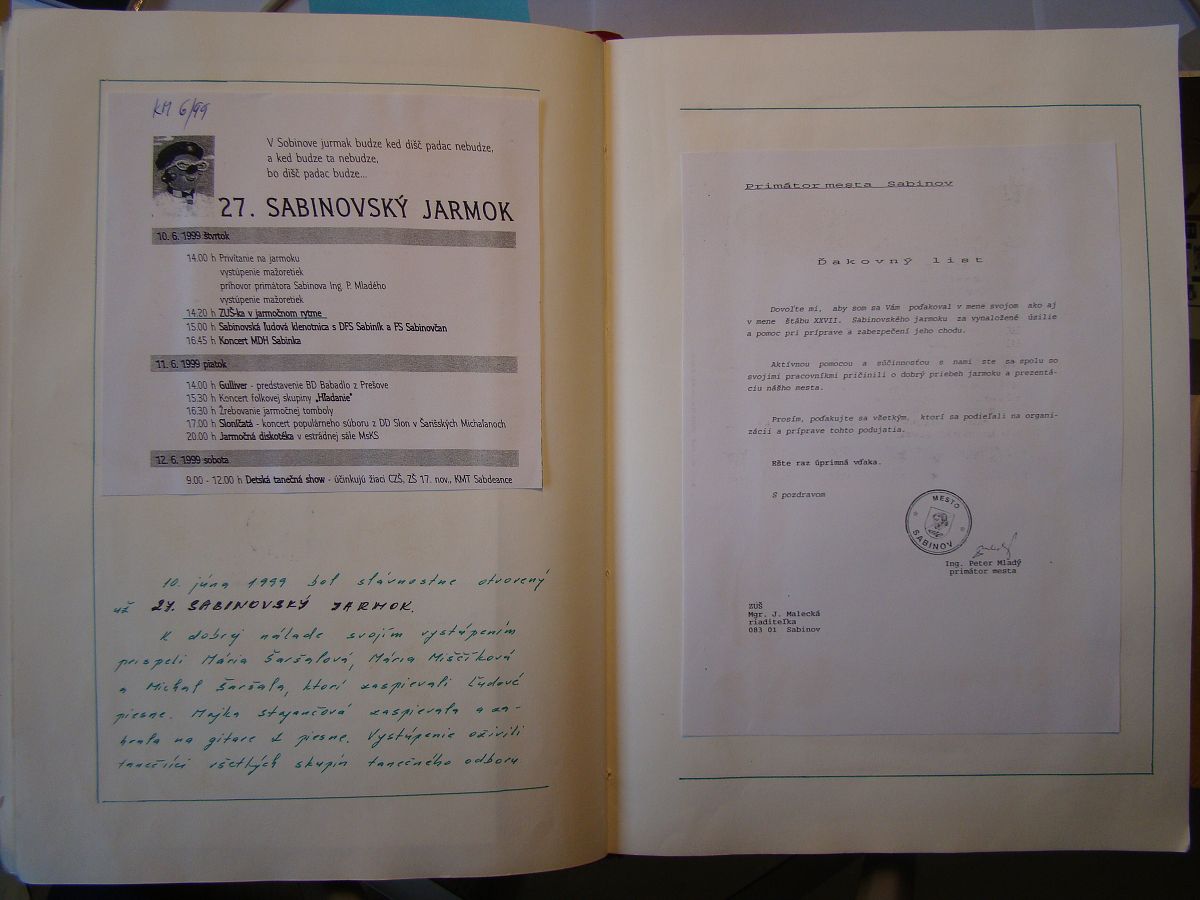 KM 6/99
V Sabinove jurmak budze ked dišč padac nebudze,
a ked budze ta nebudze,
bo dišč padac budze...
27. SABINOVSKÝ JARMOK
10. 6. 1999 štvrtok
14.00 h Privítanie na jarmoku
vystúpenie mažoretiek
príhovor primátora Sabinova Ing. P. Mladého
vystúpenie mažoretiek
14.20 h ZUŠ-ka v jarmočnom rytme
15.00 h Sabinovská ľudová klenotnica s DFS Sabiník a FS Sabinovčan
16.45 h Koncert MDH Sabinka
11. 6. 1999 piatok
14.00 h Gulliver - predstavenie BD Babadlo z Prešove
15.30 h Koncert folkovej skupiny „Hľadanie"
16.30 h Žrebovanie jarmočnej tomboly
17.00 h Sloníčatá - koncert populárneho súboru z DD Slon v Šarišských Michaľanoch
20.00 h Jarmočná diskotéka v estrádnej sále MsKS
12. 6. 1999 sobota
9.00 - 12.00 h Detská tanečná show - účinkujú žiaci CZŠ, ZŠ 17. nov., KMT Sabdeance
10. júna 1999 bol slávnostne otvorený
už 27. SABINOVSKÝ JARMOK.
K dobrej nálade svojím vystúpením
prispeli Mária Šaršaľová, Mária Miščíková
a Michal Šaršaľa, ktorí zaspievali ľudové
piesne. Majka Stajančová zaspievala a za-
hrala na gitare 2 piesne. Vystúpenie oživili
tanečníci všetkých skupín tanečného odboru
Primátor mesta Sabinov
Ďakovný list
Dovoľte mi, aby som sa Vám poďakoval v mene svojom ako aj
v mene štábu XXVII. Sabinovského jarmoku za vynaložené úsilie
a pomoc pri príprave a zabezpečení jeho chodu.
Aktívnou pomocou a súčinnosťou s nami ste sa spolu so
svojimi pracovníkmi pričinili o dobrý priebeh jarmoku a prezentá-
ciu nášho mesta.
Prosím, poďakujte sa všetkým, ktorí sa podieľali na organi-
zácii a príprave tohto podujatia.
Ešte raz úprimná vďaka.
S pozdravom
MESTO
SABINOV
Ing. Peter Mladý
primátor mesta
ZUŠ
Mgr. J. Malecká
riaditeľka
083 01 Sabinov